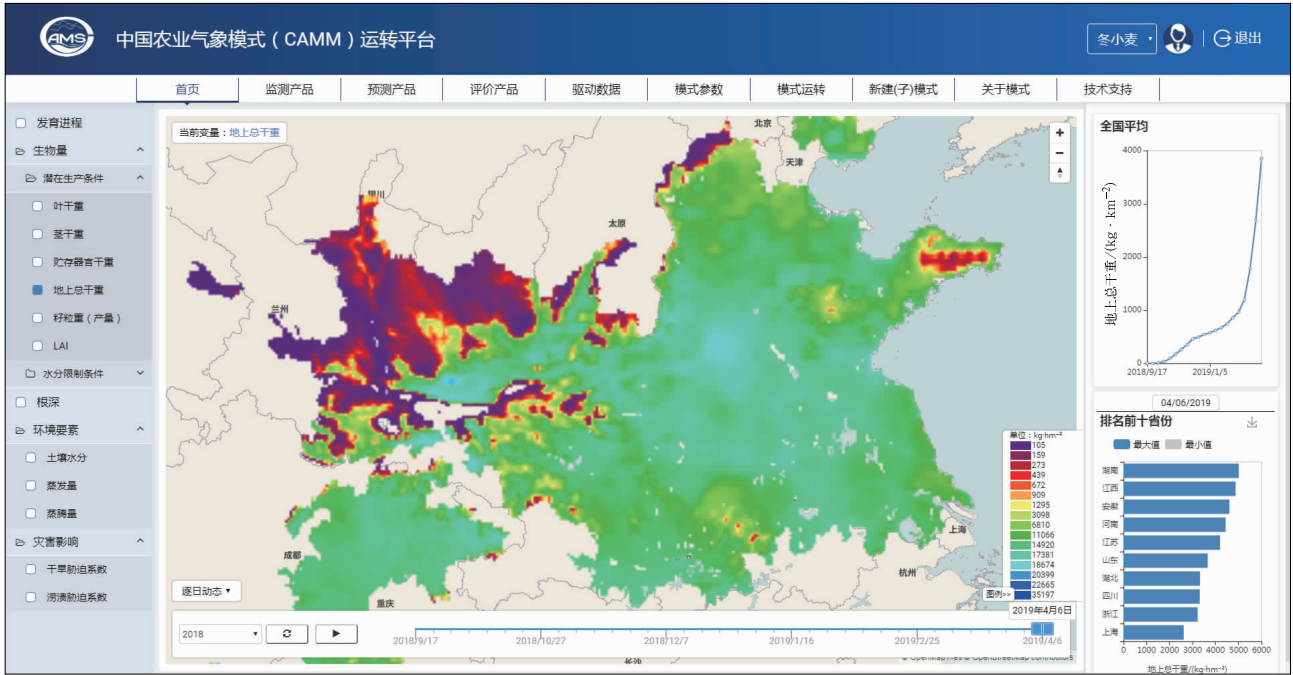 CAMS
中国农业气象模式（CAMM）运转平台
冬小麦
退出
首页
监测产品
预测产品
评价产品
驱动数据
模式参数
模式运转
新建(子)模式
关于模式
技术支持
发育进程
生物量
潜在生产条件
叶干重
茎干重
贮存器官干重
地上总干重
籽粒重（产量）
LAI
水分限制条件
根深
环境要素
土壤水分
蒸发量
蒸腾量
灾害影响
干旱胁迫系数
涝渍胁迫系数
当前变量：地上总干重
北京
天津
银川
太原
兰州
成都
重庆
上海
杭州
长沙
+
−
单位：kg·hm⁻²
105
159
273
439
672
909
1295
3098
6810
11066
14920
17381
18674
20399
22665
35197
图例>>
逐日动态
2019年4月6日
2018
2018/9/17
2018/10/27
2018/12/7
2019/1/16
2019/2/25
2019/4/6
© OpenMapTiles © OpenStreetMap contributors
全国平均
地上总干重/(kg · km⁻²)
4000
3000
2000
1000
0
2018/9/17
2019/1/5
04/06/2019
排名前十省份
最大值
最小值
湖南
江西
安徽
河南
江苏
山东
湖北
四川
浙江
上海
0 1000 2000 3000 4000 5000 6000
地上总干重/(kg·hm⁻²)